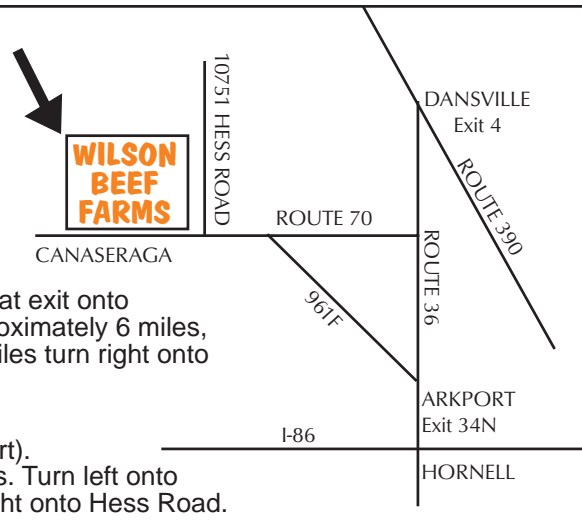 WILSON
BEEF
FARMS
10751 HESS ROAD
DANSVILLE
Exit 4
ROUTE 390
ROUTE 70
CANASERAGA
ROUTE 36
961F
at exit onto
oximately 6 miles,
iles turn right onto
ARKPORT
Exit 34N
I-86
HORNELL
rt).
s. Turn left onto
ht onto Hess Road.